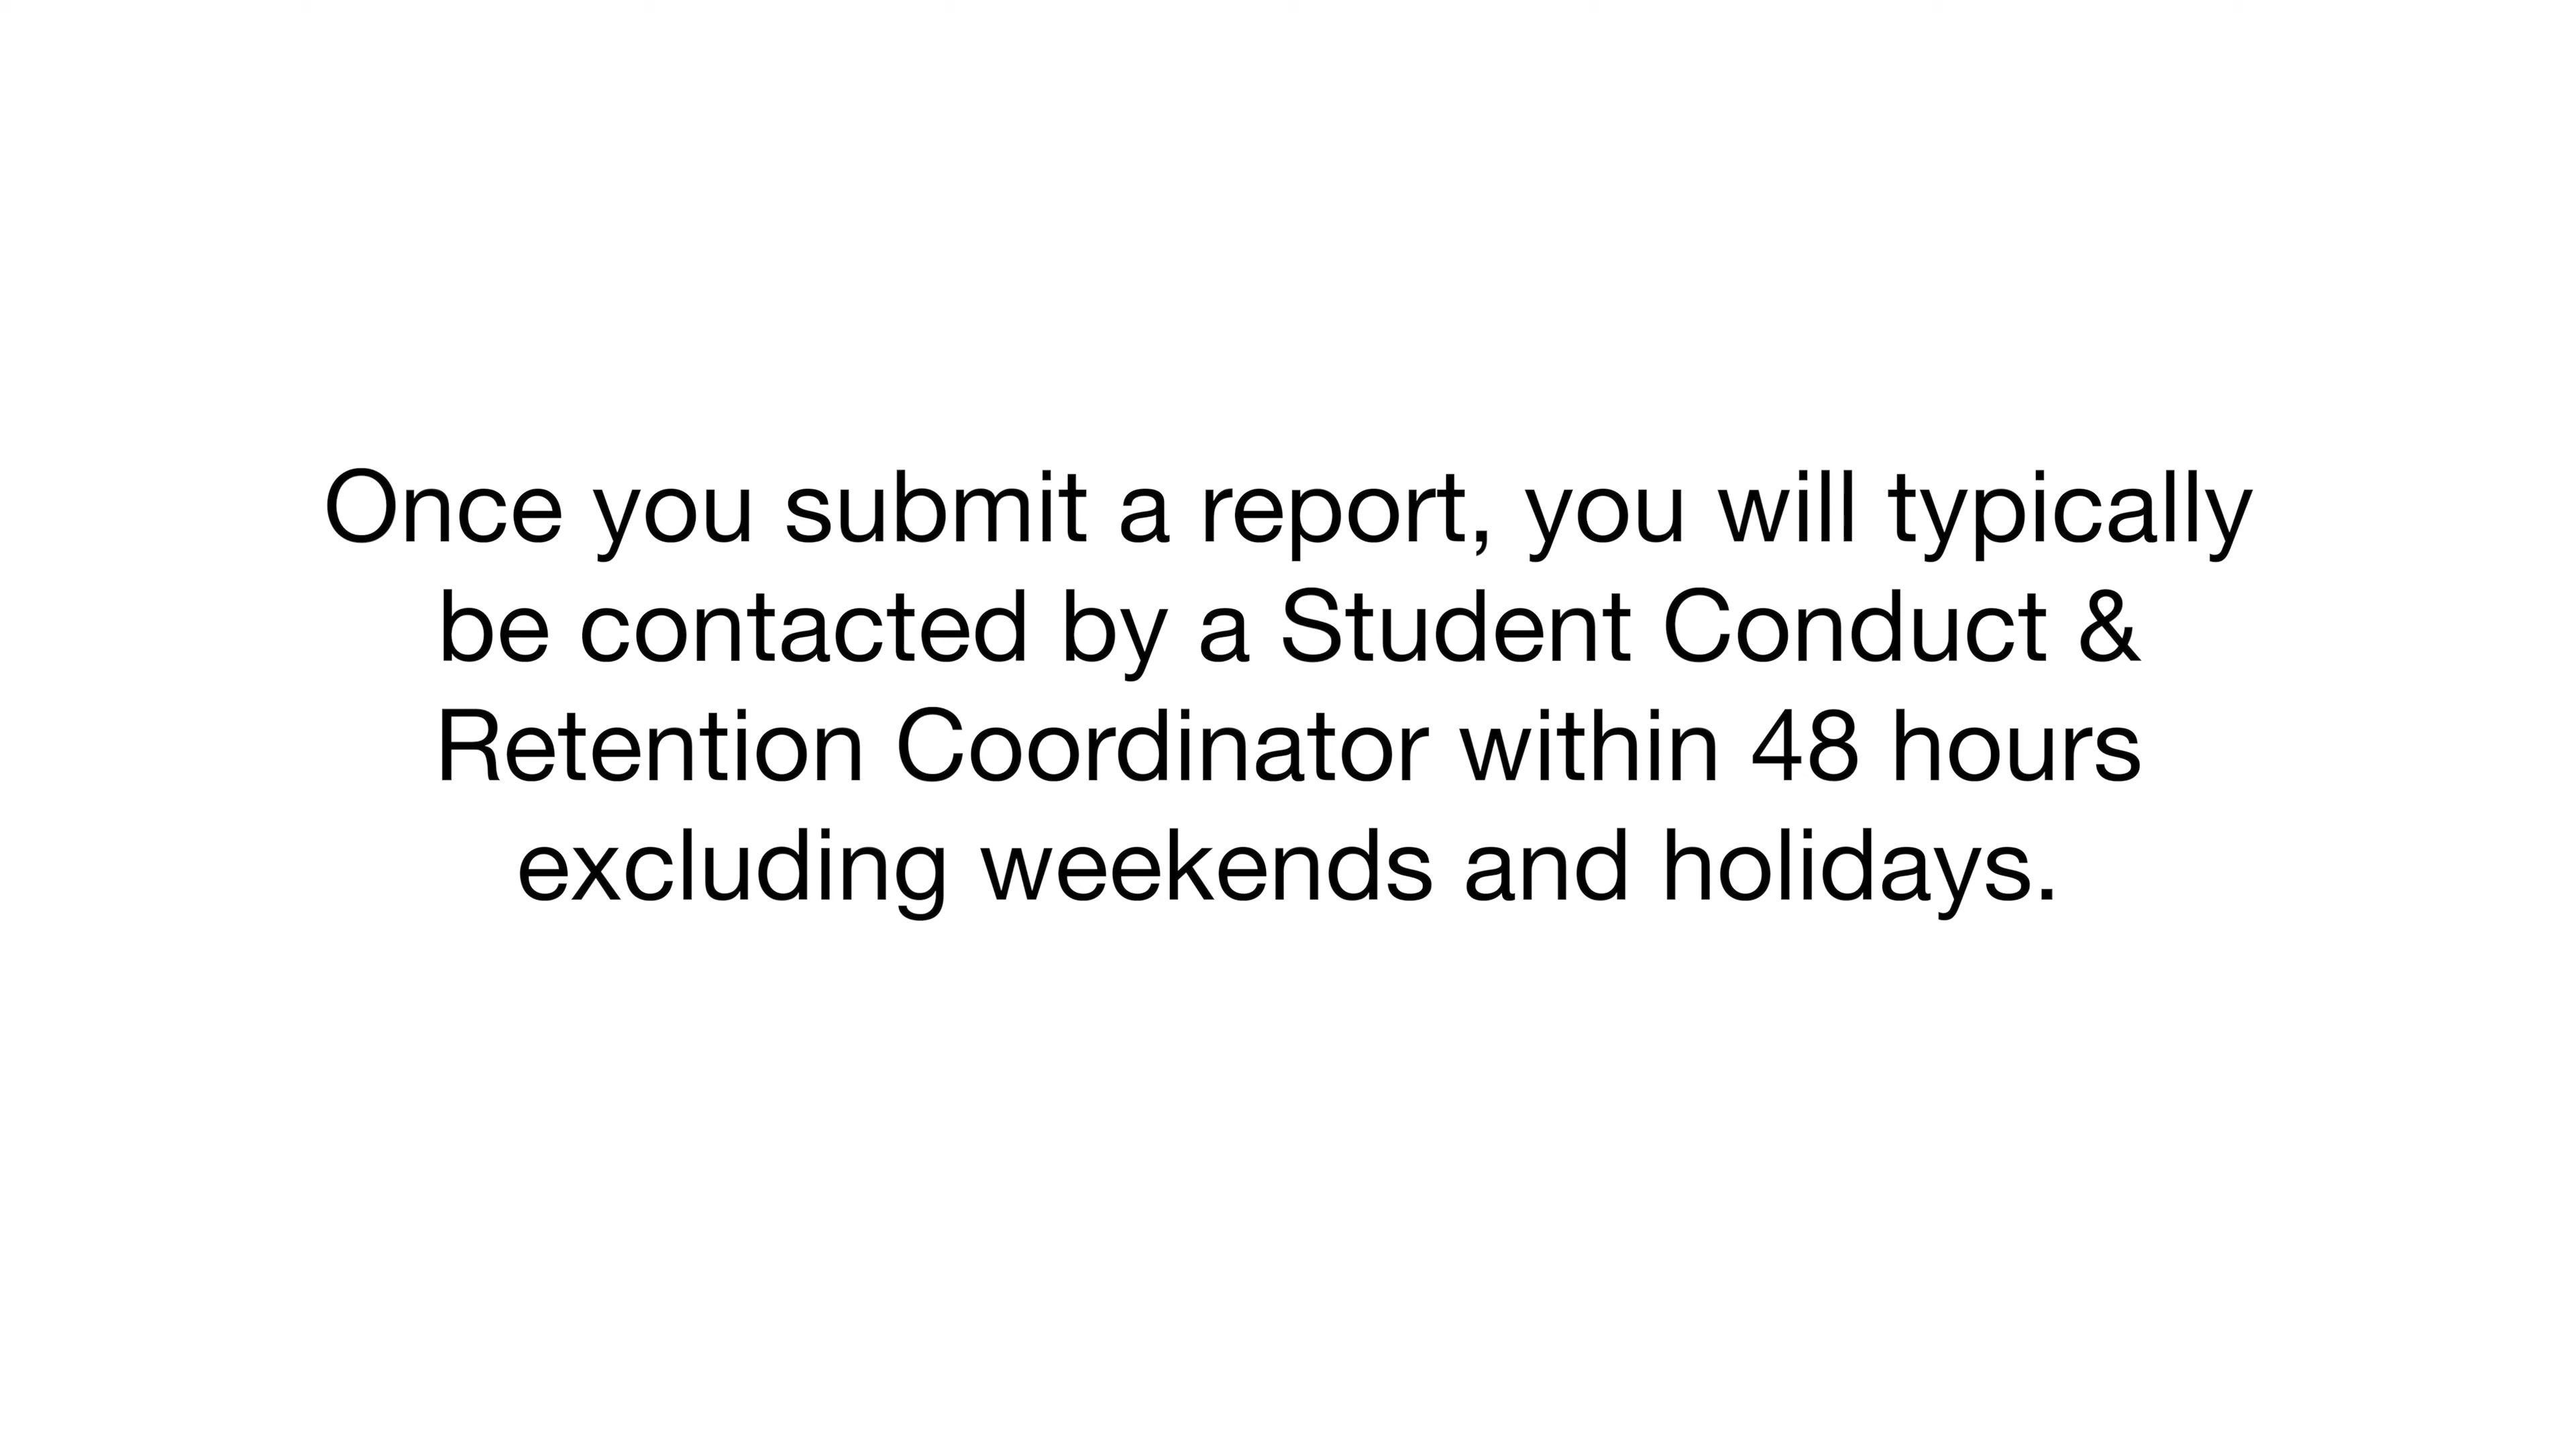 Once you submit a report, you will typically
be contacted by a Student Conduct &
Retention Coordinator within 48 hours
excluding weekends and holidays.